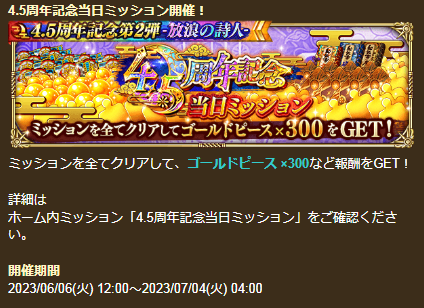 4.5周年記念当日ミッション開催！
4.5周年記念第2弾 -放浪の詩人-
4.5周年記念
当日ミッション
ミッションを全てクリアしてゴールドピース×300をGET！
ミッションを全てクリアして、ゴールドピース ×300など報酬をGET！
詳細は
ホーム内ミッション「4.5周年記念当日ミッション」をご確認くださ
い。
開催期間
2023/06/06(火) 12:00～2023/07/04(火) 04:00